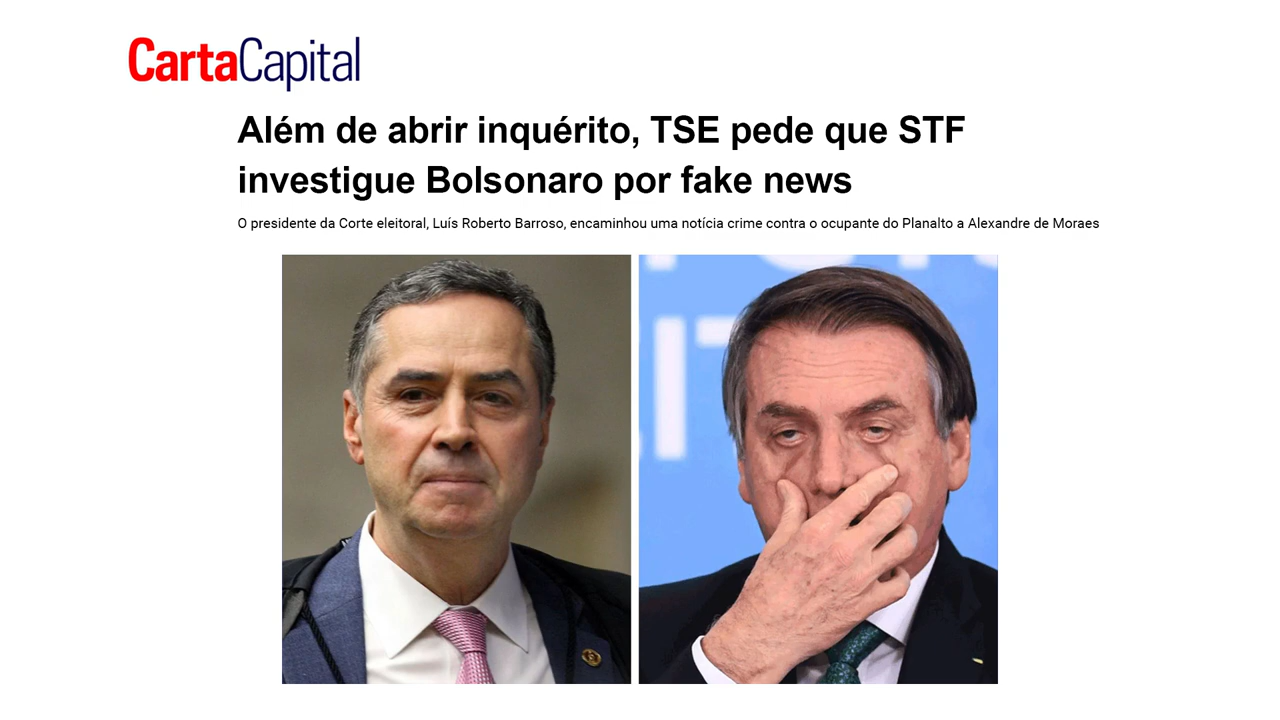 CartaCapital
Além de abrir inquérito, TSE pede que STF
investigue Bolsonaro por fake news
O presidente da Corte eleitoral, Luís Roberto Barroso, encaminhou uma notícia crime contra o ocupante do Planalto a Alexandre de Moraes